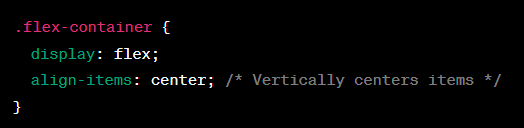 .flex-container {
  display: flex;
  align-items: center; /* Vertically centers items */
}